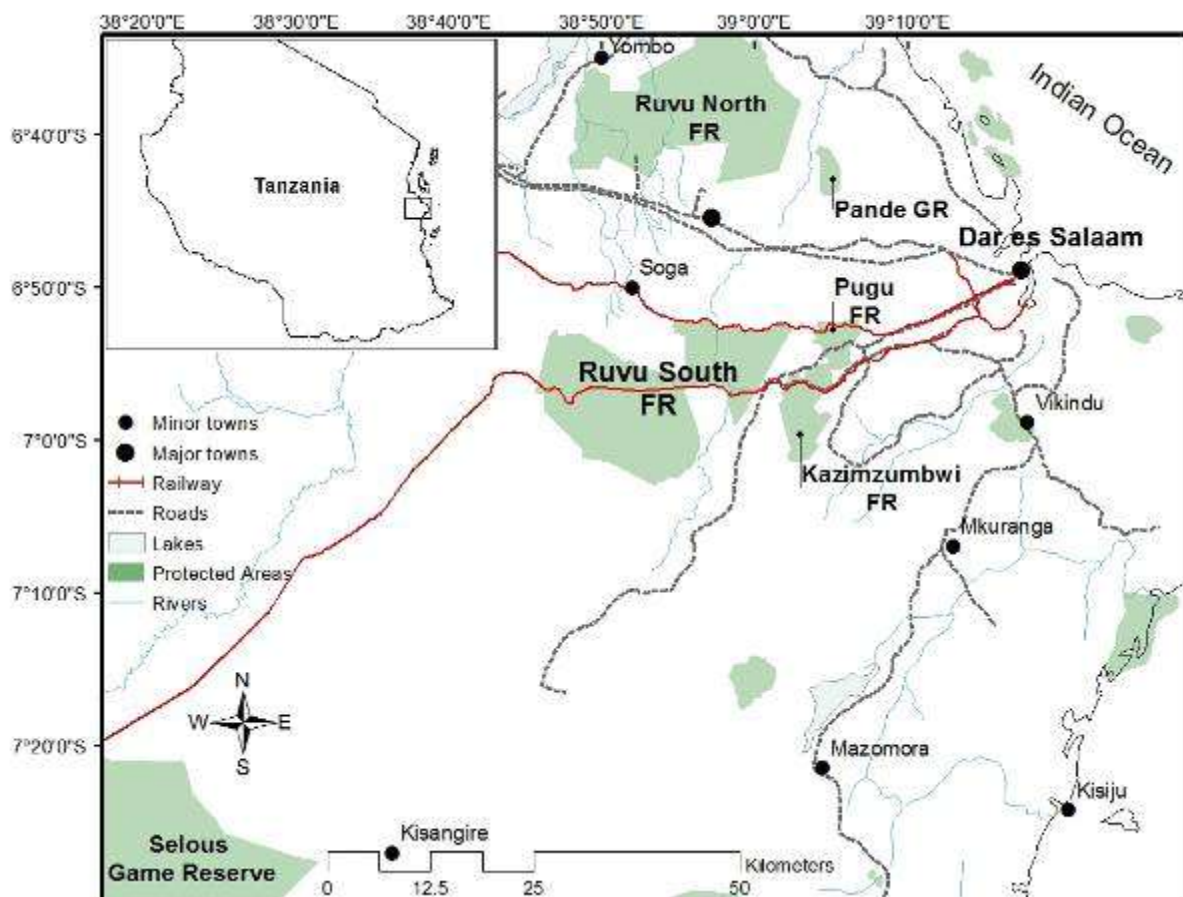 38°20'0"E
38°30'0"E
38°40'0"E
38°50'0"E
39°0'0"E
39°10'0"E
Yombo
Indian Ocean
Ruvu North
FR
6°40'0"S
Tanzania
Pande GR
Dar es Salaam
Soga
6°50'0"S
Pugu
FR
Ruvu South
FR
Vikindu
Minor towns
7°0'0"S
Major towns
Kazimzumbwi
FR
Railway
Roads
Mkuranga
Lakes
Protected Areas
7°10'0"S
Rivers
N
W
E
S
7°20'0"S
Mazomora
Kisiju
Selous
Game Reserve
Kisangire
Kilometers
0
12.5
25
50